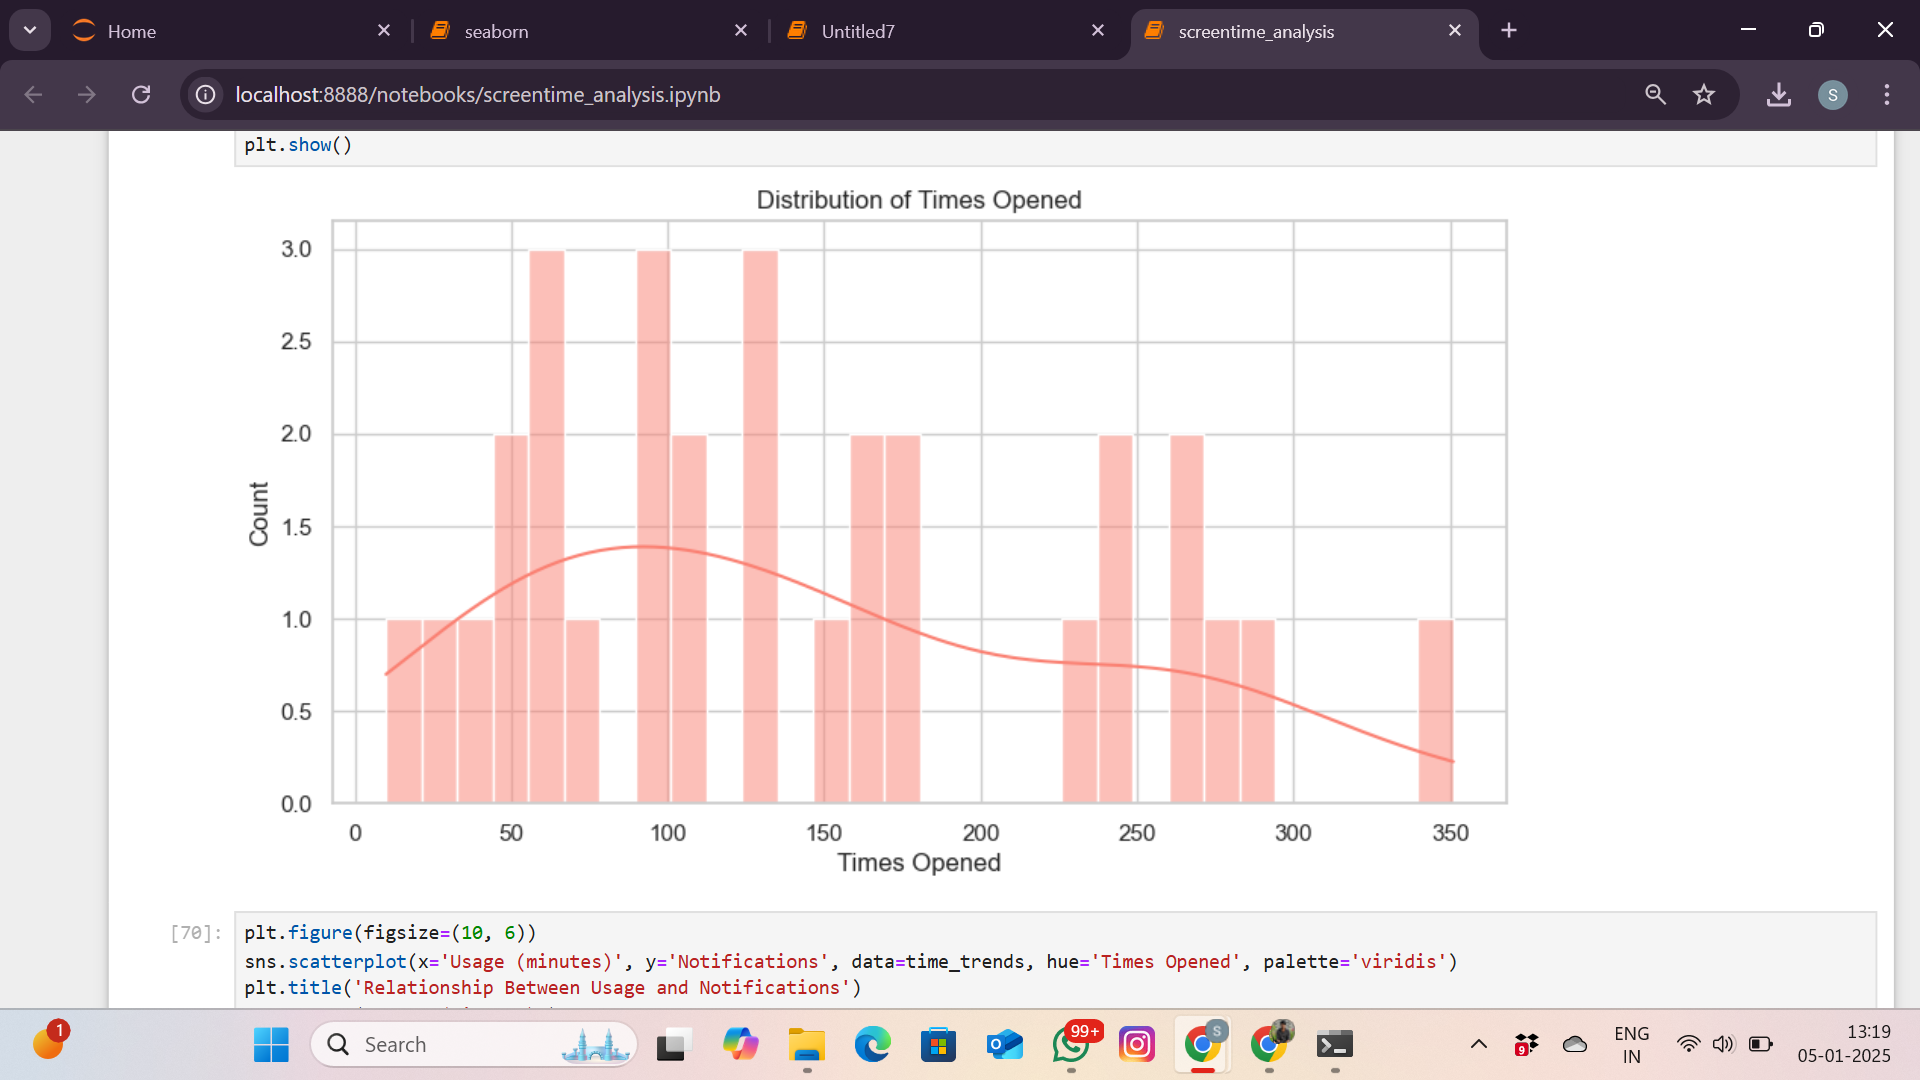 Home
seaborn
Untitled7
screentime_analysis
localhost:8888/notebooks/screentime_analysis.ipynb
S
plt.show()
Distribution of Times Opened
3.0
2.5
2.0
1.5
1.0
0.5
0.0
Count
0 50 100 150 200 250 300 350
Times Opened
[70]:
plt.figure(figsize=(10, 6))
sns.scatterplot(x='Usage (minutes)', y='Notifications', data=time_trends, hue='Times Opened', palette='viridis')
plt.title('Relationship Between Usage and Notifications')
1
Search
99+
S
9
ENG
IN
13:19
05-01-2025